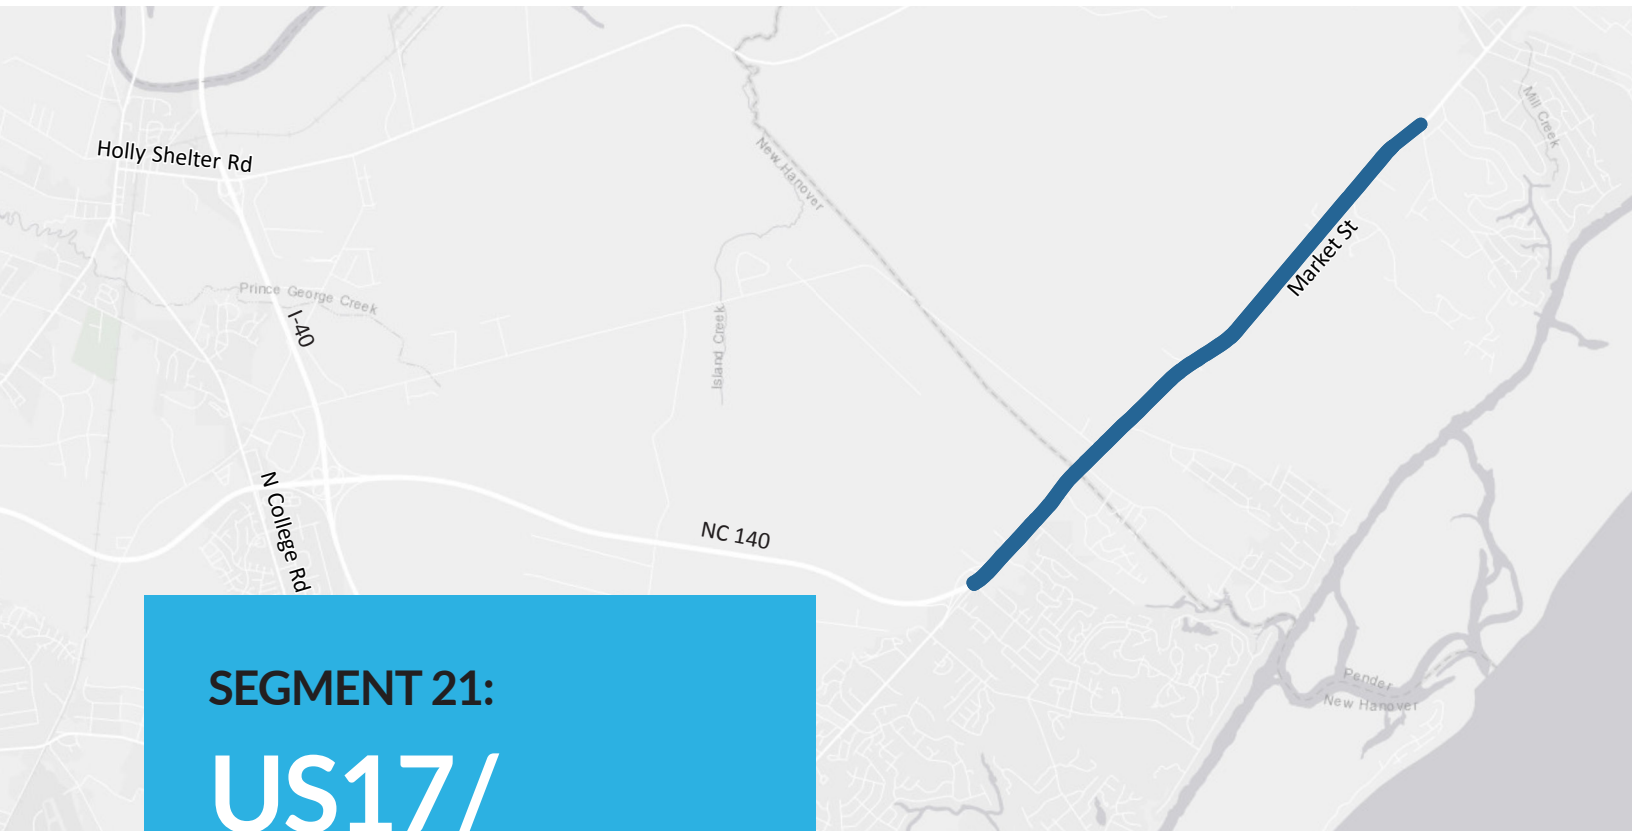 Mill Creek
Holly Shelter Rd
New Hanover
Market St
Prince George Creek
I-40
Island Creek
N College Rd
NC 140
Pender
New Hanover
SEGMENT 21:
US17/